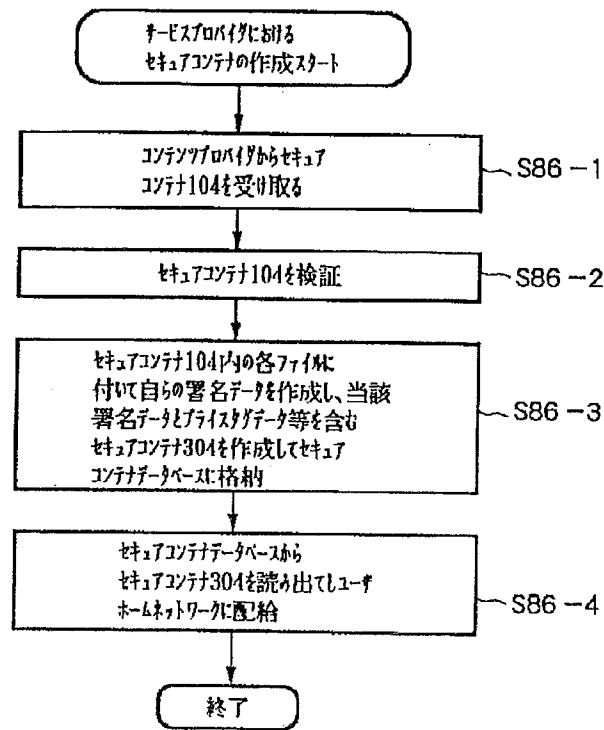 サービスプロバイダにおける
セキュアコンテナの作成スタート
コンテンツプロバイダからセキュア
コンテナ104を受け取る
S86-1
セキュアコンテナ104を検証
S86-2
セキュアコンテナ104内の各ファイルに
付いて自らの署名データを作成し、当該
署名データとプライスタグデータ等を含む
セキュアコンテナ304を作成してセキュア
コンテナデータベースに格納
S86-3
セキュアコンテナデータベースから
セキュアコンテナ304を読み出てしユーザ
ホームネットワークに配給
S86-4
終了